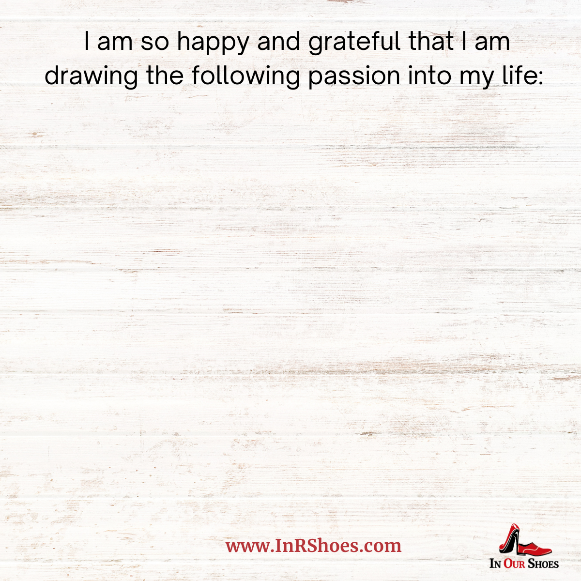 I am so happy and grateful that I am
drawing the following passion into my life:
www.InRShoes.com
IN OUR SHOES